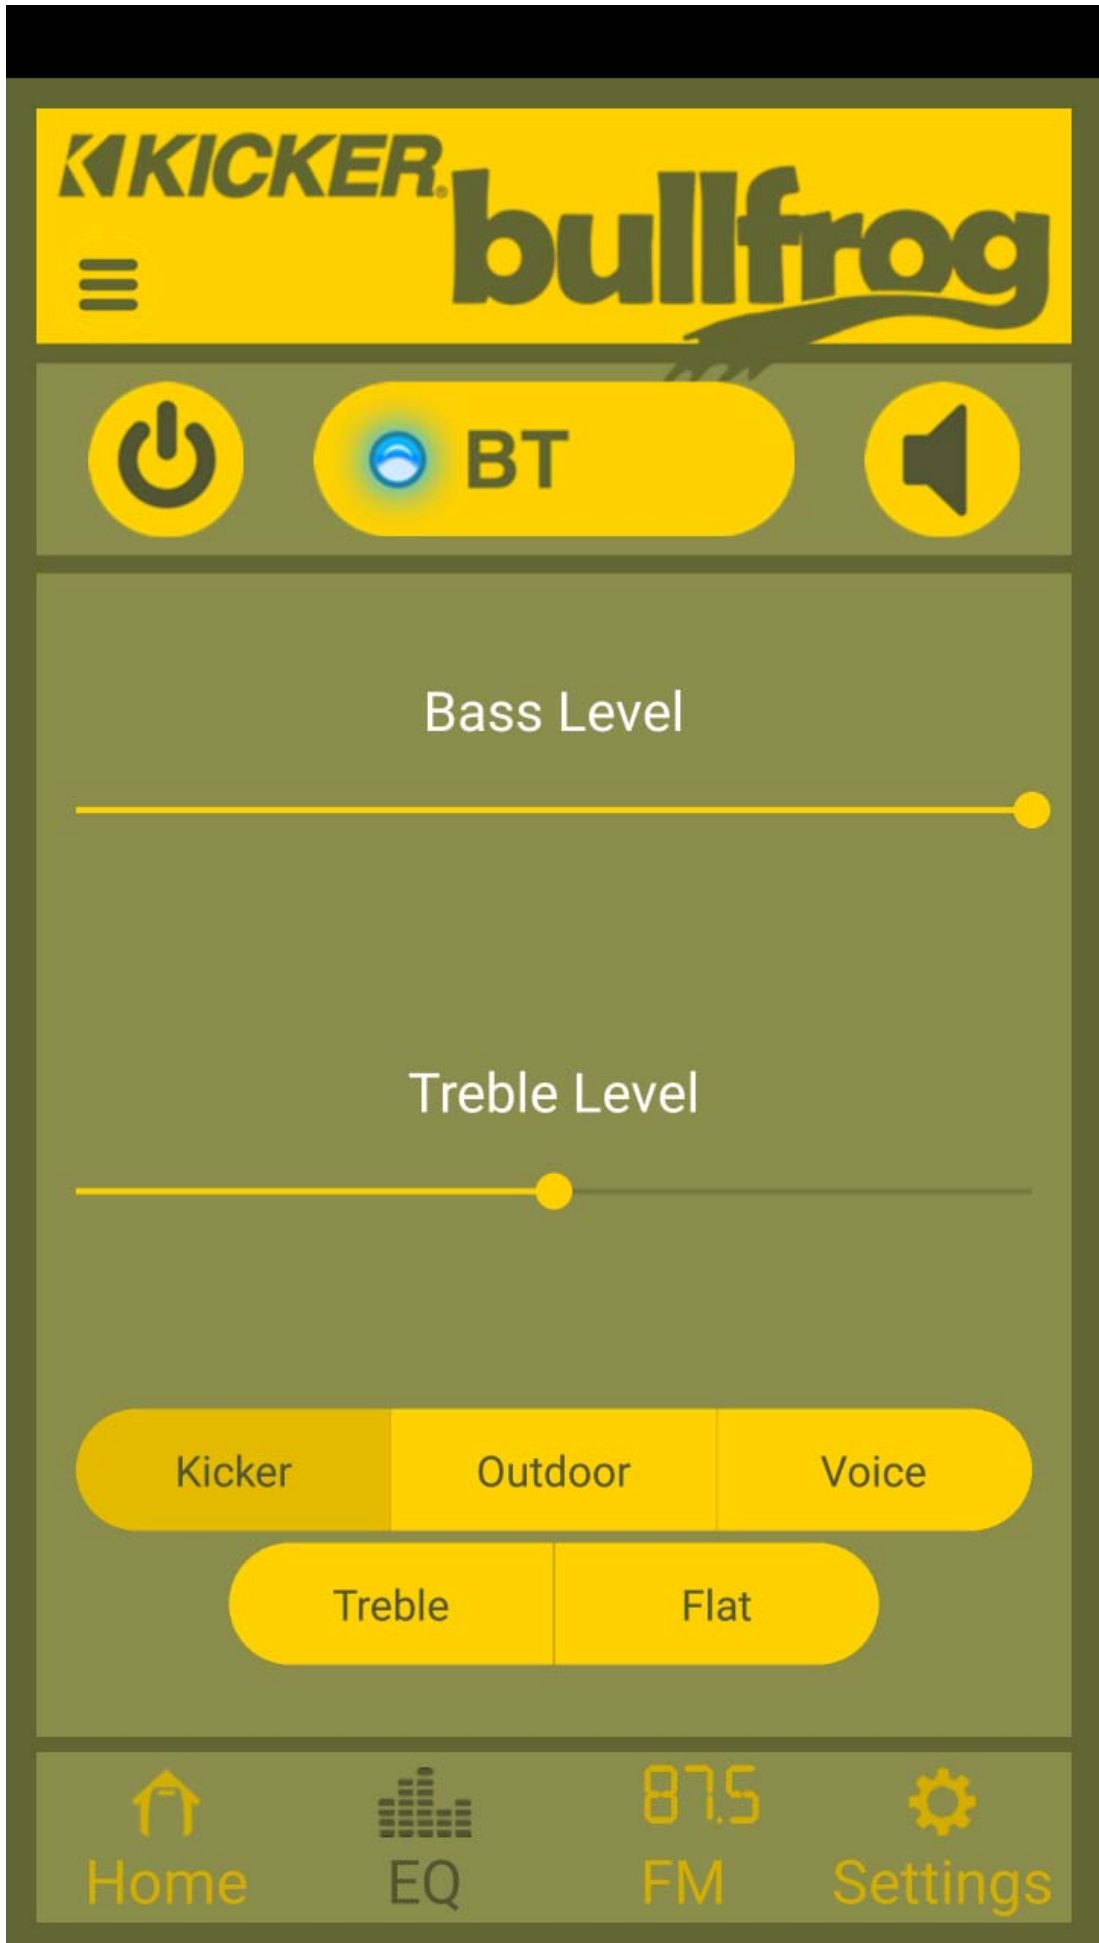 KICKER®
bullfrog
BT
Bass Level
Treble Level
Kicker Outdoor Voice
Treble Flat
87.5
Home EQ FM Settings